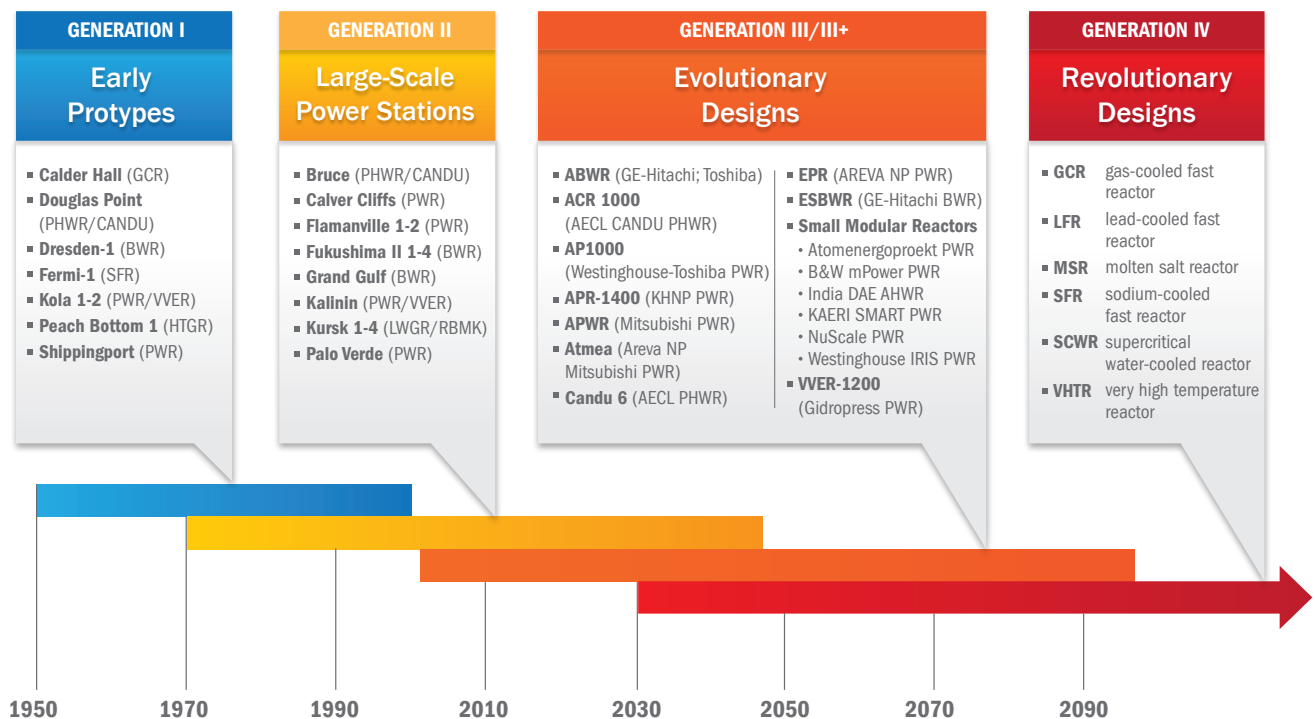 GENERATION I
Early
Protypes
▪ Calder Hall (GCR)
▪ Douglas Point
(PHWR/CANDU)
▪ Dresden-1 (BWR)
▪ Fermi-1 (SFR)
▪ Kola 1-2 (PWR/VVER)
▪ Peach Bottom 1 (HTGR)
▪ Shippingport (PWR)
GENERATION II
Large-Scale
Power Stations
▪ Bruce (PHWR/CANDU)
▪ Calver Cliffs (PWR)
▪ Flamanville 1-2 (PWR)
▪ Fukushima II 1-4 (BWR)
▪ Grand Gulf (BWR)
▪ Kalinin (PWR/VVER)
▪ Kursk 1-4 (LWGR/RBMK)
▪ Palo Verde (PWR)
GENERATION III/III+
Evolutionary
Designs
▪ ABWR (GE-Hitachi; Toshiba)
▪ ACR 1000
(AECL CANDU PHWR)
▪ AP1000
(Westinghouse-Toshiba PWR)
▪ APR-1400 (KHNP PWR)
▪ APWR (Mitsubishi PWR)
▪ Atmea (Areva NP
Mitsubishi PWR)
▪ Candu 6 (AECL PHWR)
▪ EPR (AREVA NP PWR)
▪ ESBWR (GE-Hitachi BWR)
▪ Small Modular Reactors
• Atomenergoproekt PWR
• B&W mPower PWR
• India DAE AHWR
• KAERI SMART PWR
• NuScale PWR
• Westinghouse IRIS PWR
▪ VVER-1200
(Gidropress PWR)
GENERATION IV
Revolutionary
Designs
▪ GCR gas-cooled fast
reactor
▪ LFR lead-cooled fast
reactor
▪ MSR molten salt reactor
▪ SFR sodium-cooled
fast reactor
▪ SCWR supercritical
water-cooled reactor
▪ VHTR very high temperature
reactor
1950 1970 1990 2010 2030 2050 2070 2090